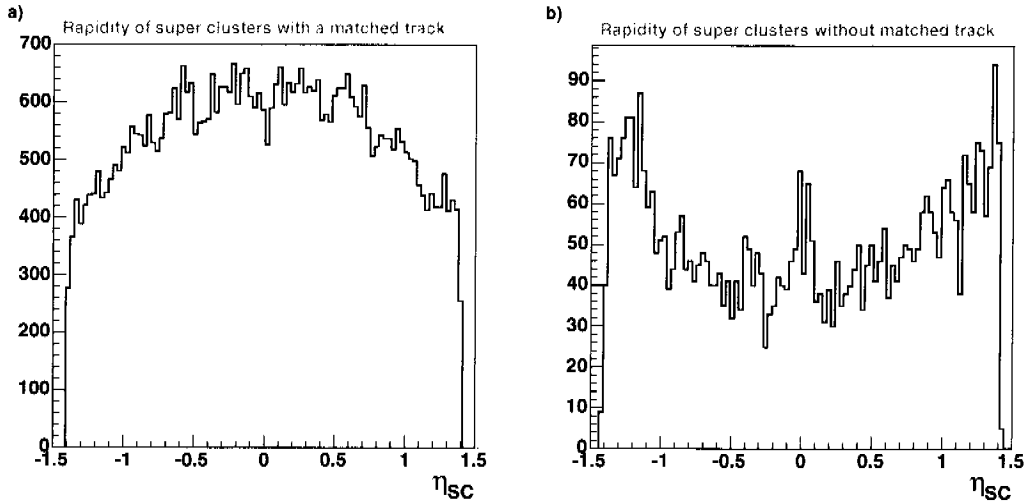 a)
Rapidity of super clusters with a matched track
700
600
500
400
300
200
100
0
-1.5 -1 -0.5 0 0.5 1 1.5
ηSC
b)
Rapidity of super clusters without matched track
90
80
70
60
50
40
30
20
10
0
-1.5 -1 -0.5 0 0.5 1 1.5
ηSC